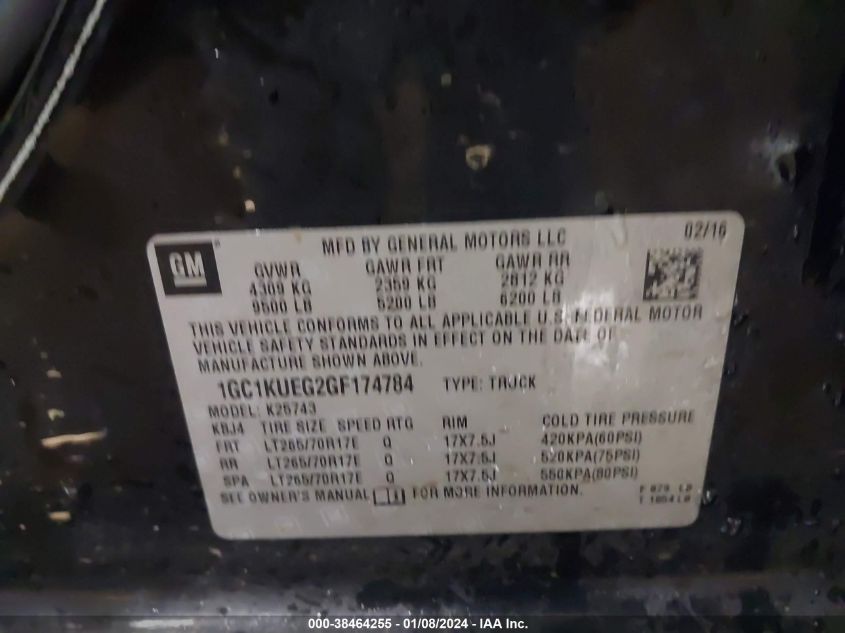 MFD BY GENERAL MOTORS LLC 02/16
GM
GVWR GAWR FRT GAWR RR
4309 KG 2359 KG 2812 KG
9500 LB 5200 LB 6200 LB
THIS VEHICLE CONFORMS TO ALL APPLICABLE U.S. FEDERAL MOTOR
VEHICLE SAFETY STANDARDS IN EFFECT ON THE DATE OF
MANUFACTURE SHOWN ABOVE.
1GC1KUEG2GF174784 TYPE: TRUCK
MODEL: K25743
KBJ4 TIRE SIZE SPEED RTG RIM COLD TIRE PRESSURE
FRT LT265/70R17E Q 17X7.5J 420KPA(60PSI)
RR LT265/70R17E Q 17X7.5J 520KPA(75PSI)
SPA LT265/70R17E Q 17X7.5J 550KPA(80PSI)
SEE OWNER'S MANUAL FOR MORE INFORMATION.
000-38464255 - 01/08/2024 - IAA Inc.